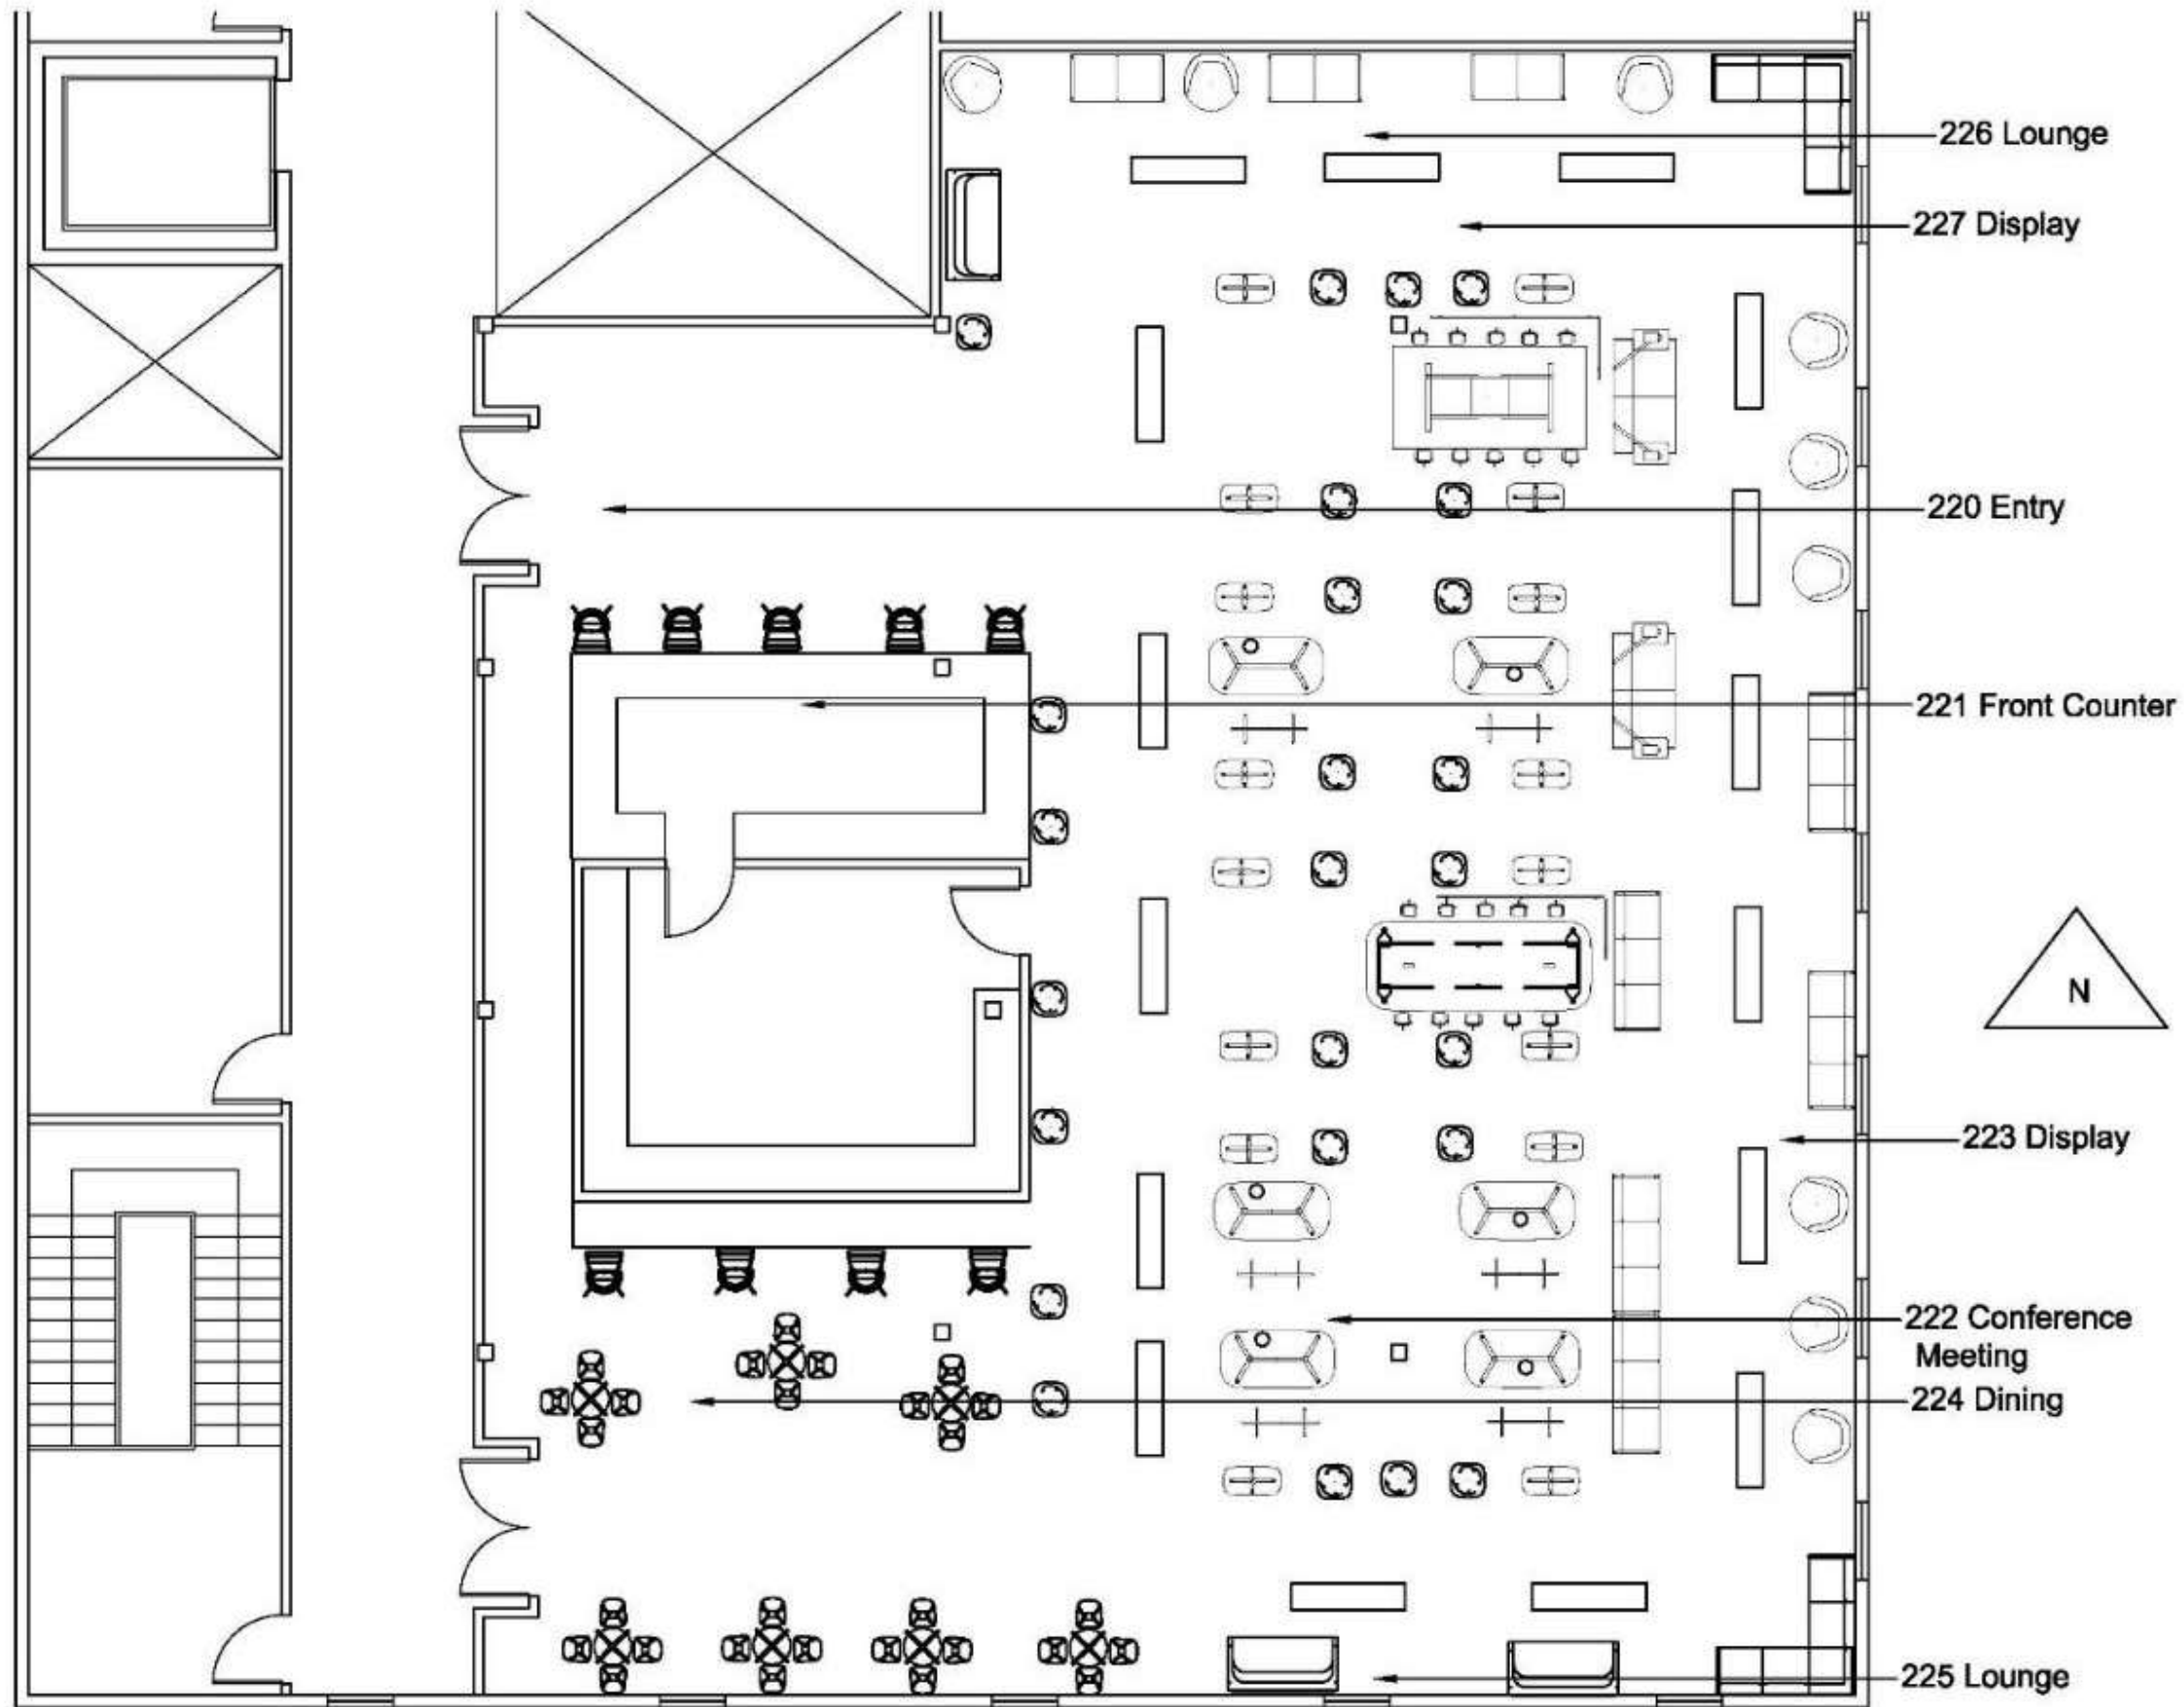 226 Lounge
227 Display
220 Entry
221 Front Counter
N
223 Display
222 Conference
Meeting
224 Dining
225 Lounge